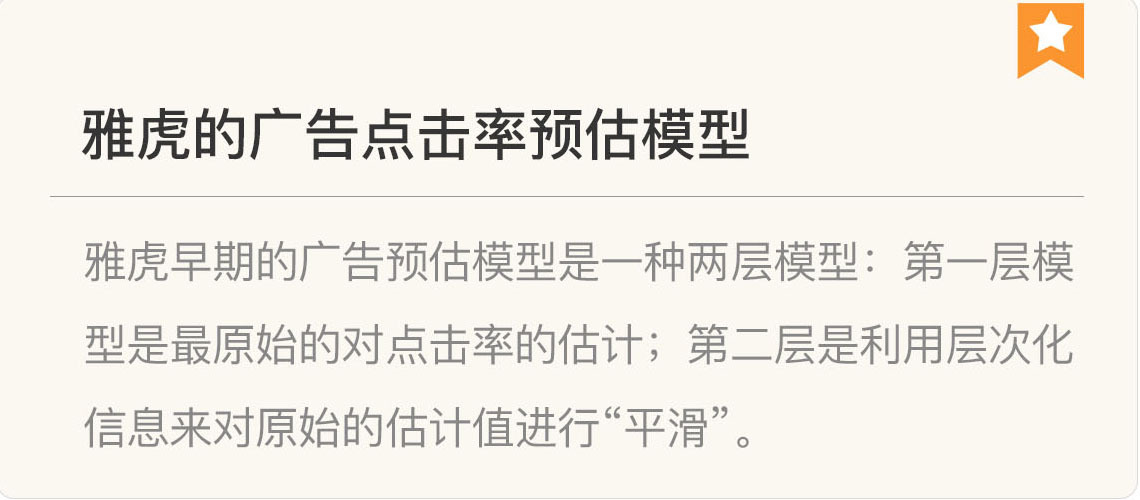 雅虎的广告点击率预估模型
雅虎早期的广告预估模型是一种两层模型：第一层模
型是最原始的对点击率的估计；第二层是利用层次化
信息来对原始的估计值进行“平滑”。